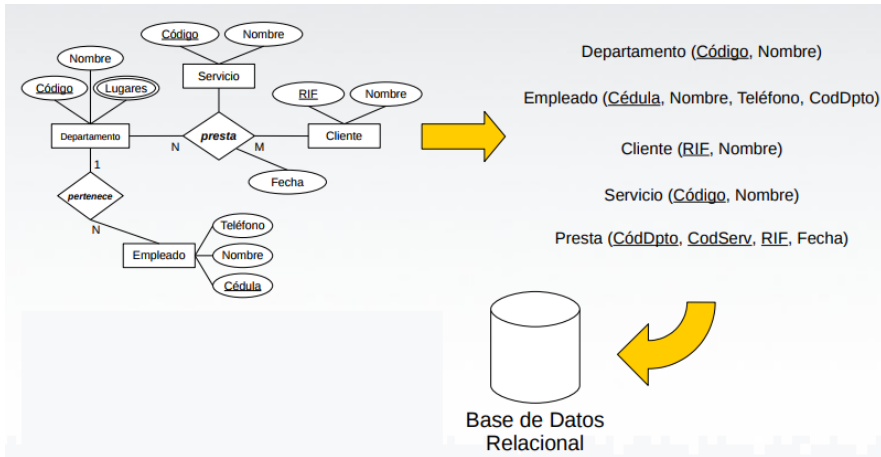 Código
Nombre
Servicio
Nombre
Código
Lugares
Departamento
N
presta
M
RIF
Nombre
Cliente
Fecha
1
pertenece
N
Empleado
Teléfono
Nombre
Cédula
Departamento (Código, Nombre)
Empleado (Cédula, Nombre, Teléfono, CodDpto)
Cliente (RIF, Nombre)
Servicio (Código, Nombre)
Presta (CódDpto, CodServ, RIF, Fecha)
Base de Datos
Relacional